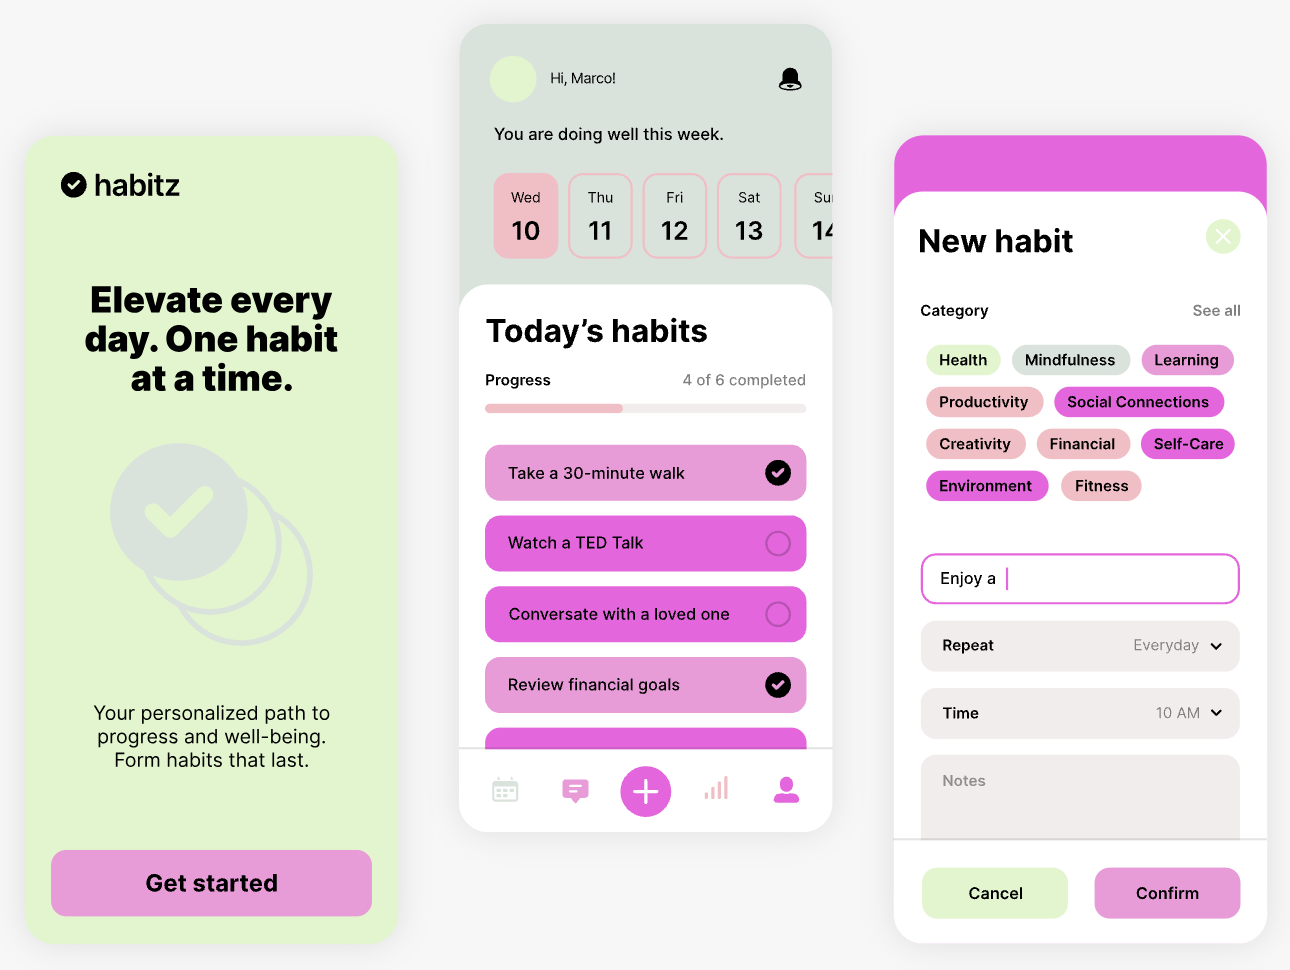 habitz
Elevate every
day. One habit
at a time.
Your personalized path to
progress and well-being.
Form habits that last.
Get started
Hi, Marco!
You are doing well this week.
Wed Thu Fri Sat Sun
10 11 12 13 14
Today’s habits
Progress 4 of 6 completed
Take a 30-minute walk
Watch a TED Talk
Conversate with a loved one
Review financial goals
New habit
Category See all
Health Mindfulness Learning
Productivity Social Connections
Creativity Financial Self-Care
Environment Fitness
Enjoy a
Repeat Everyday
Time 10 AM
Notes
Cancel Confirm